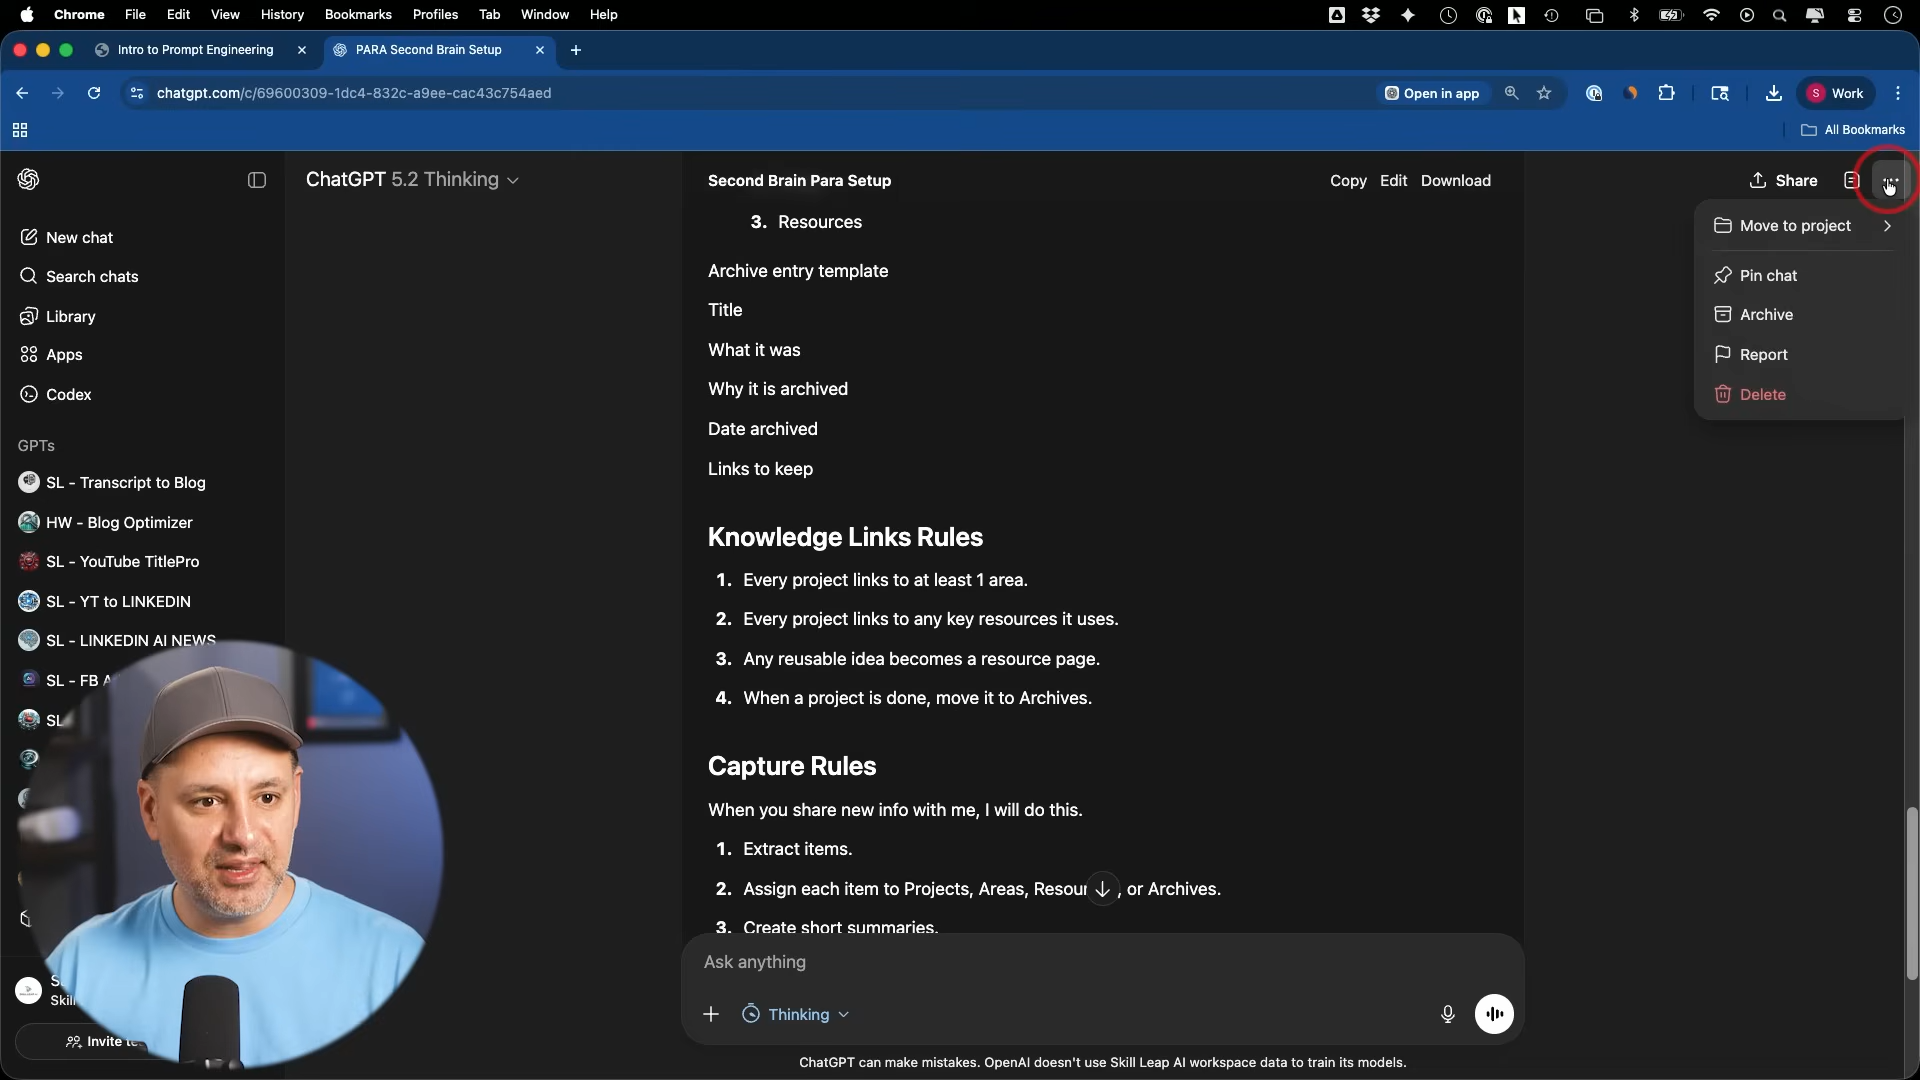 Chrome File Edit View History Bookmarks Profiles Tab Window Help
Intro to Prompt Engineering
PARA Second Brain Setup
chatgpt.com/c/69600309-1dc4-832c-a9ee-cac43c754aed
Open in app
S Work
All Bookmarks
ChatGPT 5.2 Thinking
Second Brain Para Setup
Copy Edit Download
Share
New chat
Search chats
Library
Apps
Codex
GPTs
SL - Transcript to Blog
HW - Blog Optimizer
SL - YouTube TitlePro
SL - YT to LINKEDIN
SL - LINKEDIN AI NEWS
SL - FB
SL
Skill
Invite
3. Resources
Archive entry template
Title
What it was
Why it is archived
Date archived
Links to keep
Knowledge Links Rules
1. Every project links to at least 1 area.
2. Every project links to any key resources it uses.
3. Any reusable idea becomes a resource page.
4. When a project is done, move it to Archives.
Capture Rules
When you share new info with me, I will do this.
1. Extract items.
2. Assign each item to Projects, Areas, Resour , or Archives.
3. Create short summaries.
Ask anything
Thinking
ChatGPT can make mistakes. OpenAI doesn't use Skill Leap AI workspace data to train its models.
Move to project
Pin chat
Archive
Report
Delete